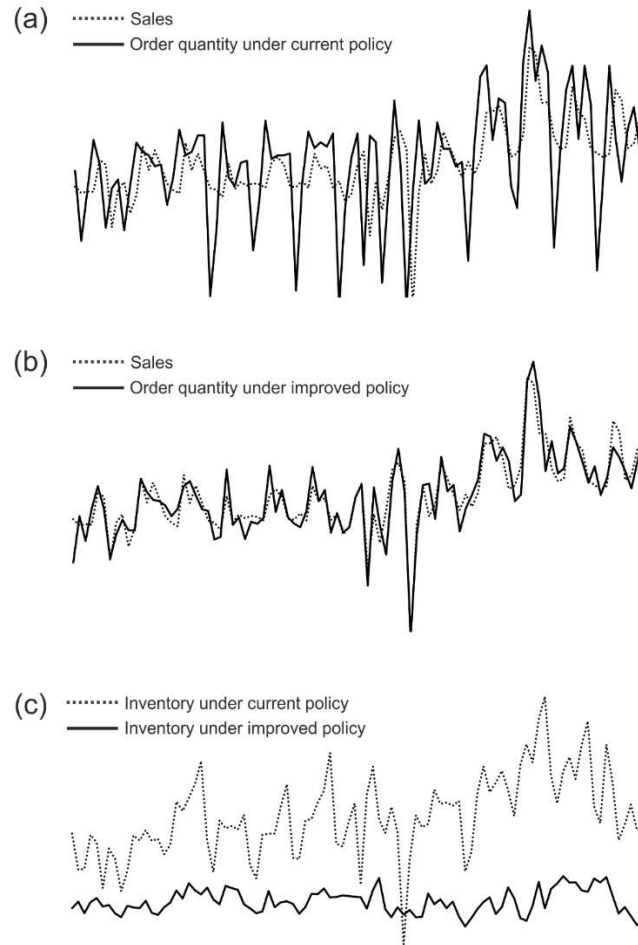 (a)
Sales
Order quantity under current policy
(b)
Sales
Order quantity under improved policy
(c)
Inventory under current policy
Inventory under improved policy